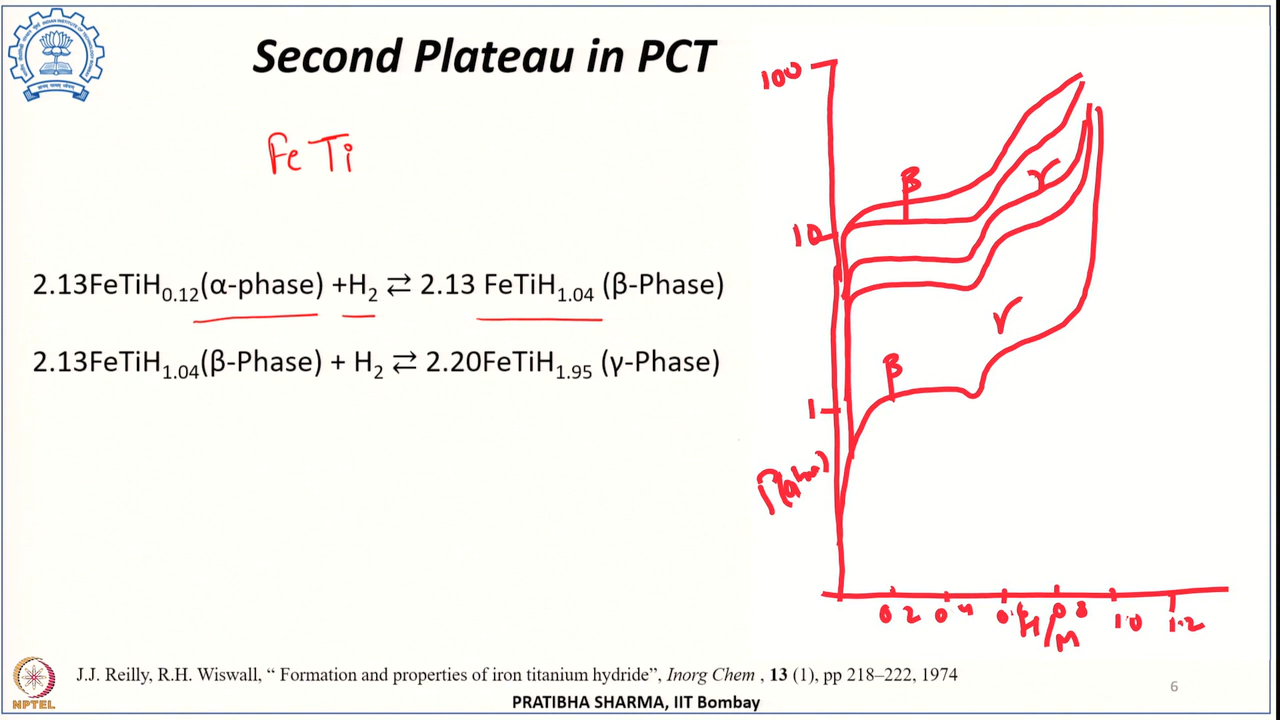 Second Plateau in PCT
FeTi
2.13FeTiH0.12(α-phase) +H2 ⇄ 2.13 FeTiH1.04 (β-Phase)
2.13FeTiH1.04(β-Phase) + H2 ⇄ 2.20FeTiH1.95 (γ-Phase)
100
β
γ
10
γ
β
1
P(atm)
0 2 0 4 0.6 0 8 1.0 1.2
H/M
J.J. Reilly, R.H. Wiswall, “ Formation and properties of iron titanium hydride”, Inorg Chem , 13 (1), pp 218–222, 1974
NPTEL
PRATIBHA SHARMA, IIT Bombay
6